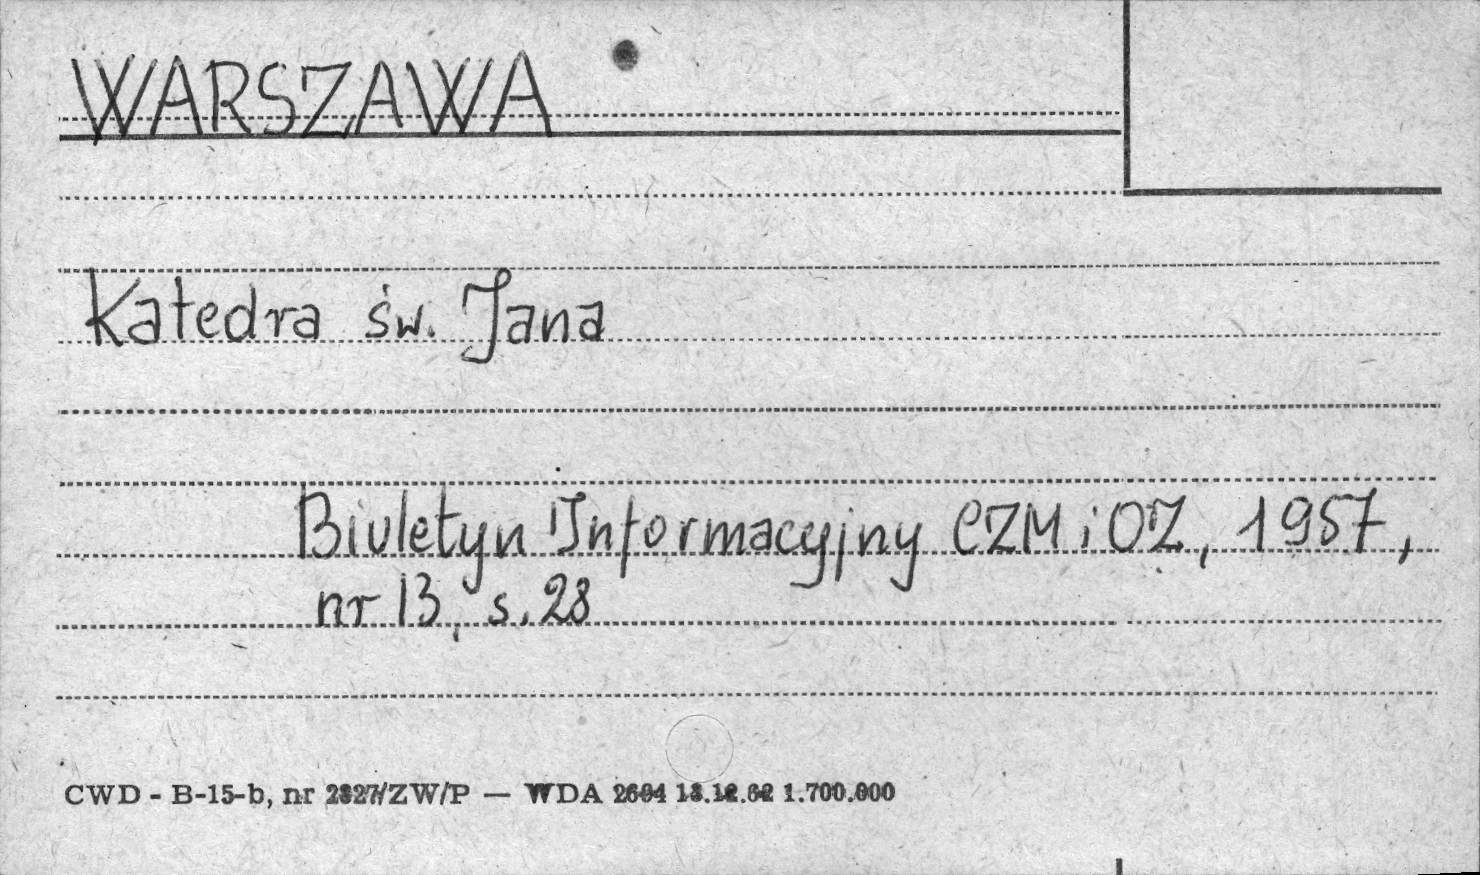 WARSZAWA
Katedra św. Jana
Biuletyn Informacyjny CZM i OZ, 1957,
nr 13, s. 28
CWD - B-15-b, nr 2327/ZW/P — WDA 2604 13.12.62 1.700.000